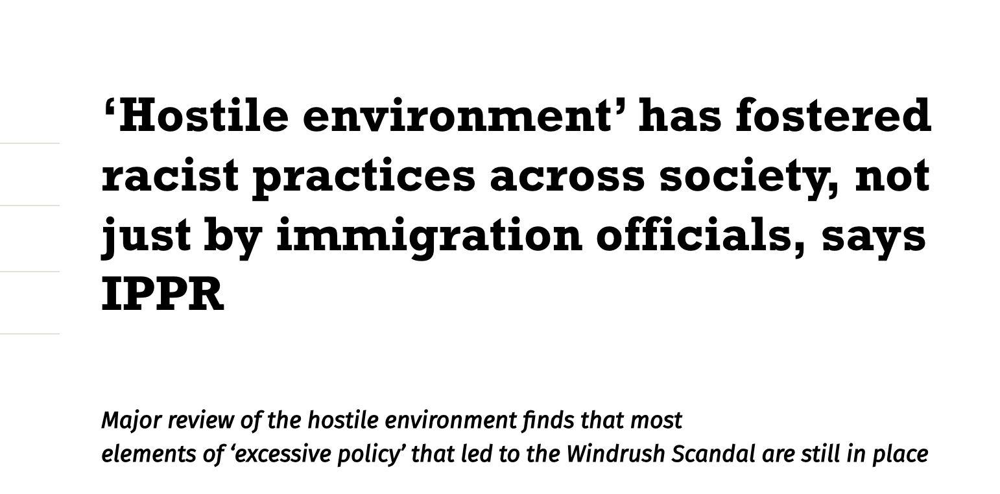 ‘Hostile environment’ has fostered
racist practices across society, not
just by immigration officials, says
IPPR
Major review of the hostile environment finds that most
elements of ‘excessive policy’ that led to the Windrush Scandal are still in place